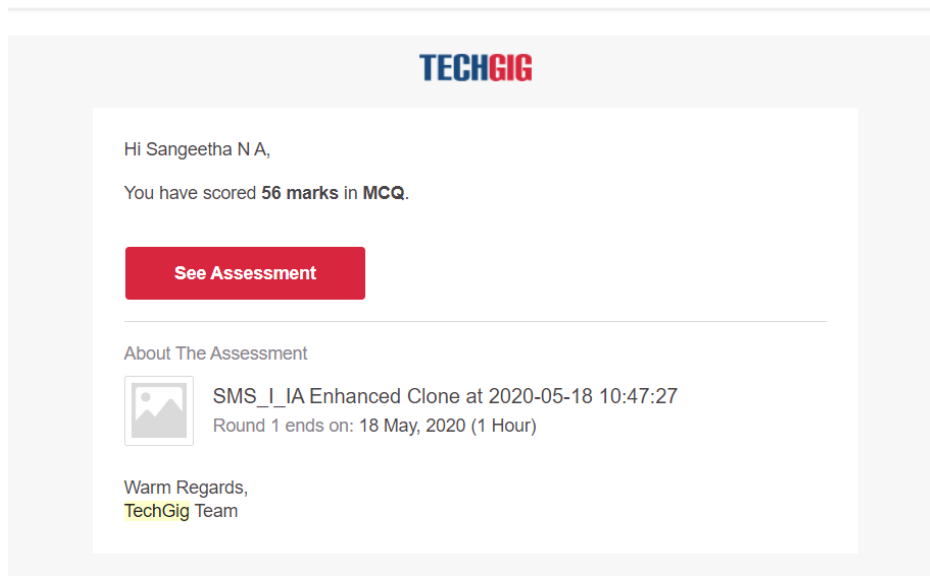 TECHGIG
Hi Sangeetha N A,
You have scored 56 marks in MCQ.
See Assessment
About The Assessment
SMS_I_IA Enhanced Clone at 2020-05-18 10:47:27
Round 1 ends on: 18 May, 2020 (1 Hour)
Warm Regards,
TechGig Team